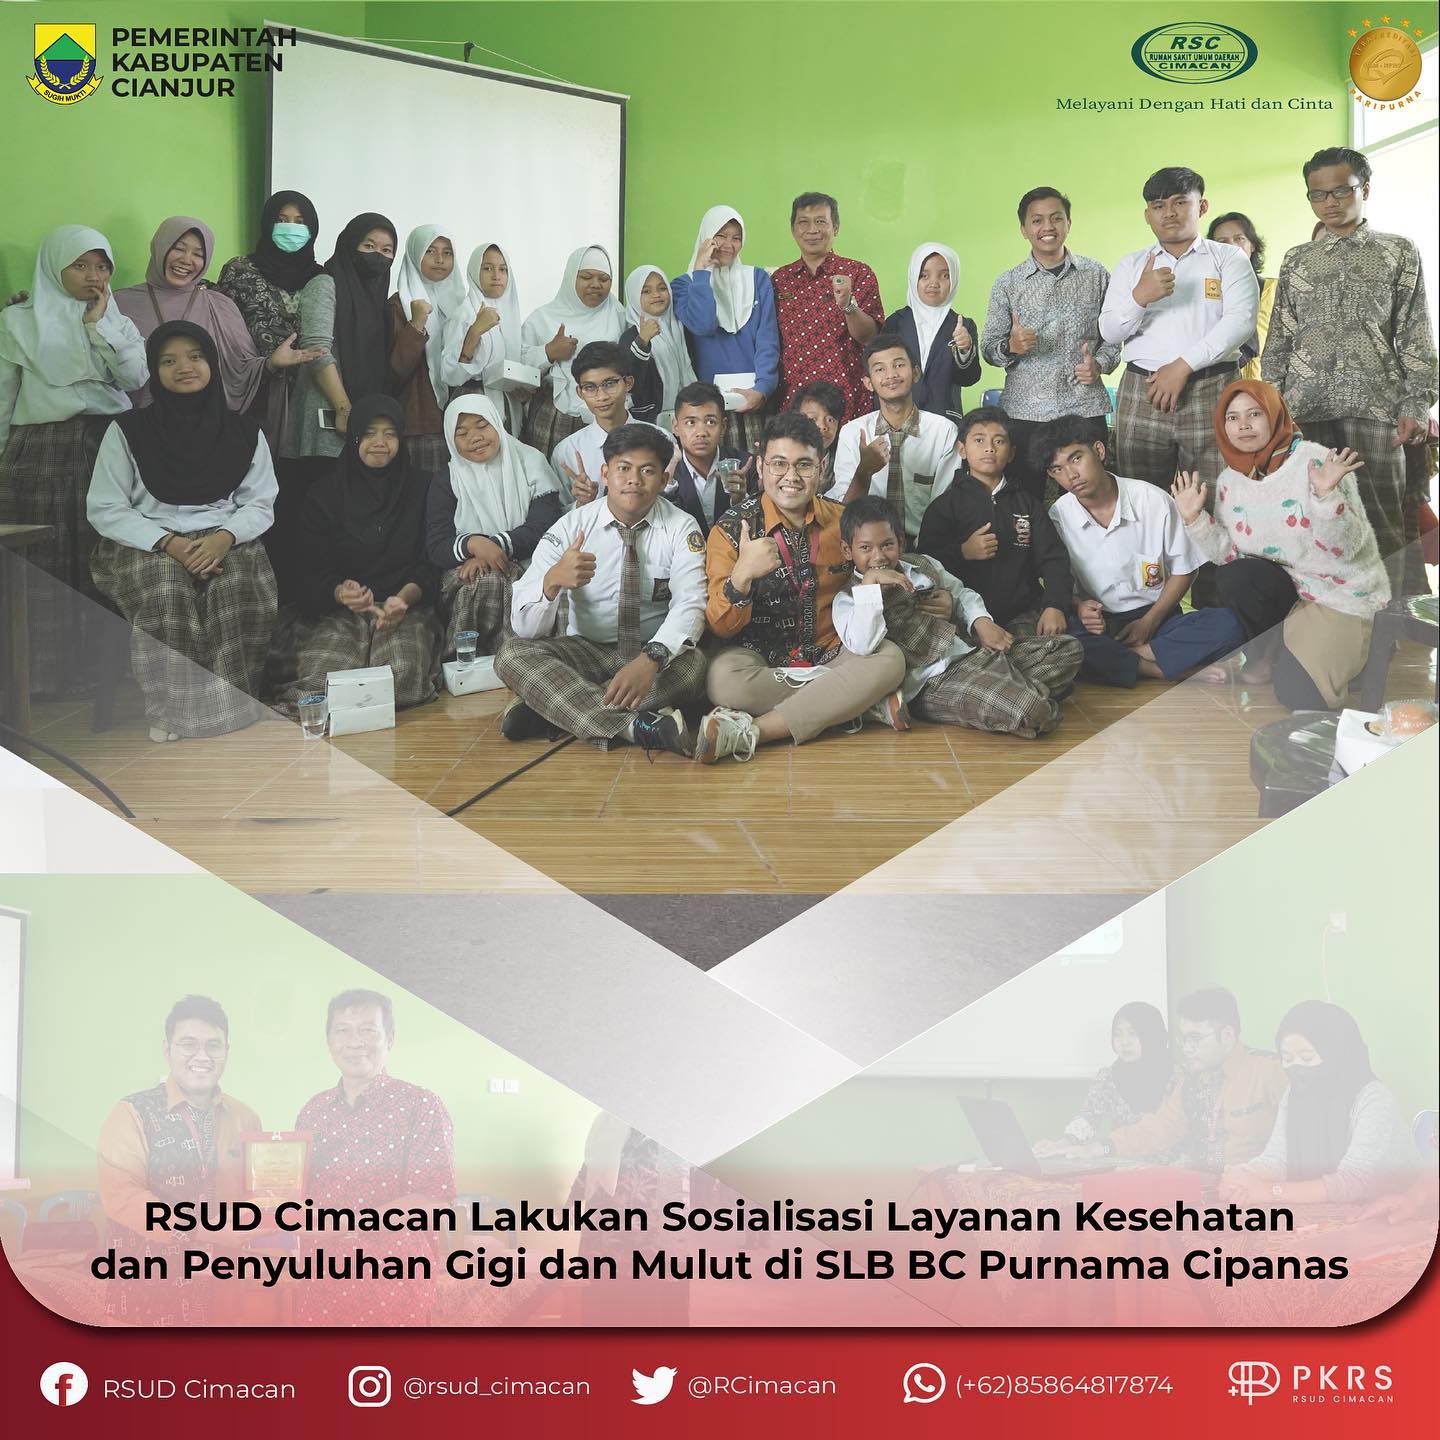 PEMERINTAH
KABUPATEN
CIANJUR
SUGIH MUKTI
RSC
RUMAH SAKIT UMUM DAERAH
CIMACAN
Melayani Dengan Hati dan Cinta
PARIPURNA
RSUD Cimacan Lakukan Sosialisasi Layanan Kesehatan
dan Penyuluhan Gigi dan Mulut di SLB BC Purnama Cipanas
RSUD Cimacan
@rsud_cimacan
@RCimacan
(+62)85864817874
PKRS
RSUD CIMACAN